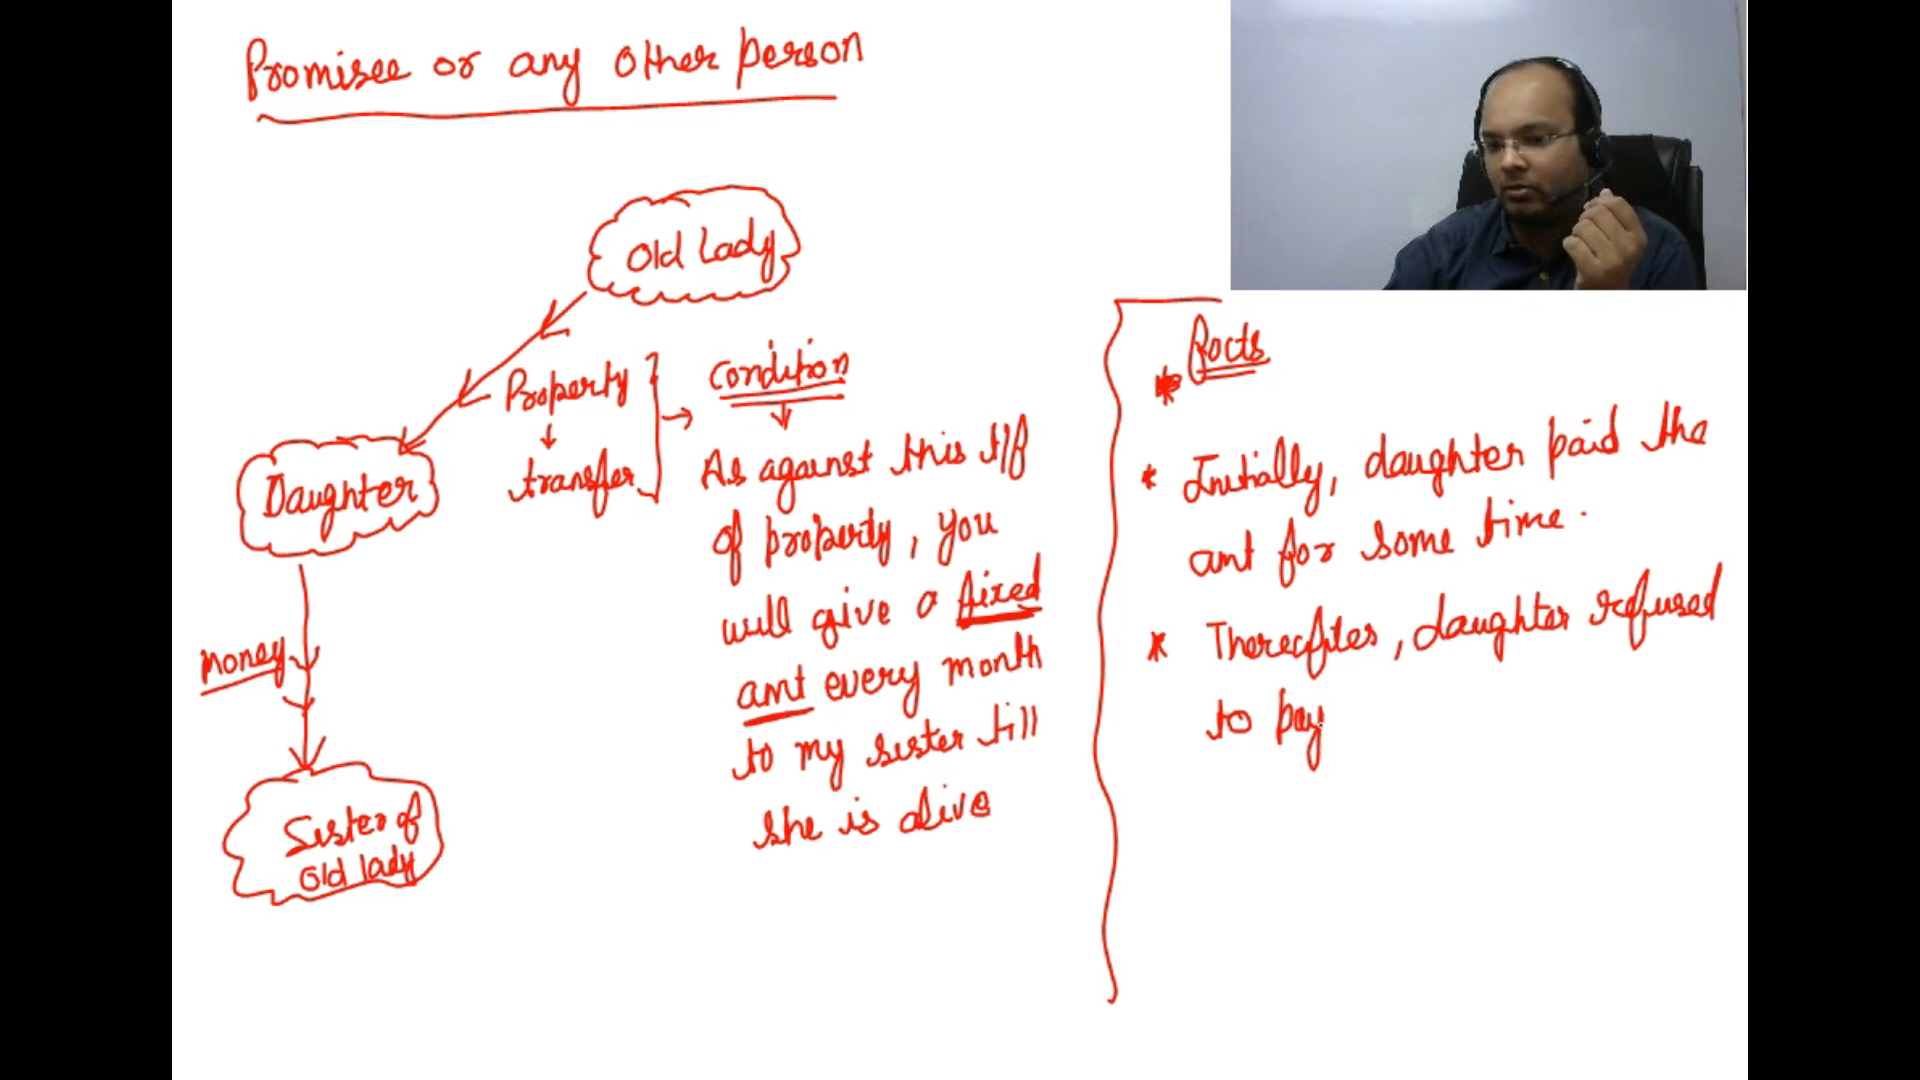 Promisee or any other person
Old Lady
Property
↓
transfer
Condition
As against this t/f
of property, you
will give a fixed
amt every month
to my sister till
she is alive
Daughter
money
Sister of
Old lady
* Facts
* Initially, daughter paid the
amt for some time.
* Thereafter, daughter refused
to pay